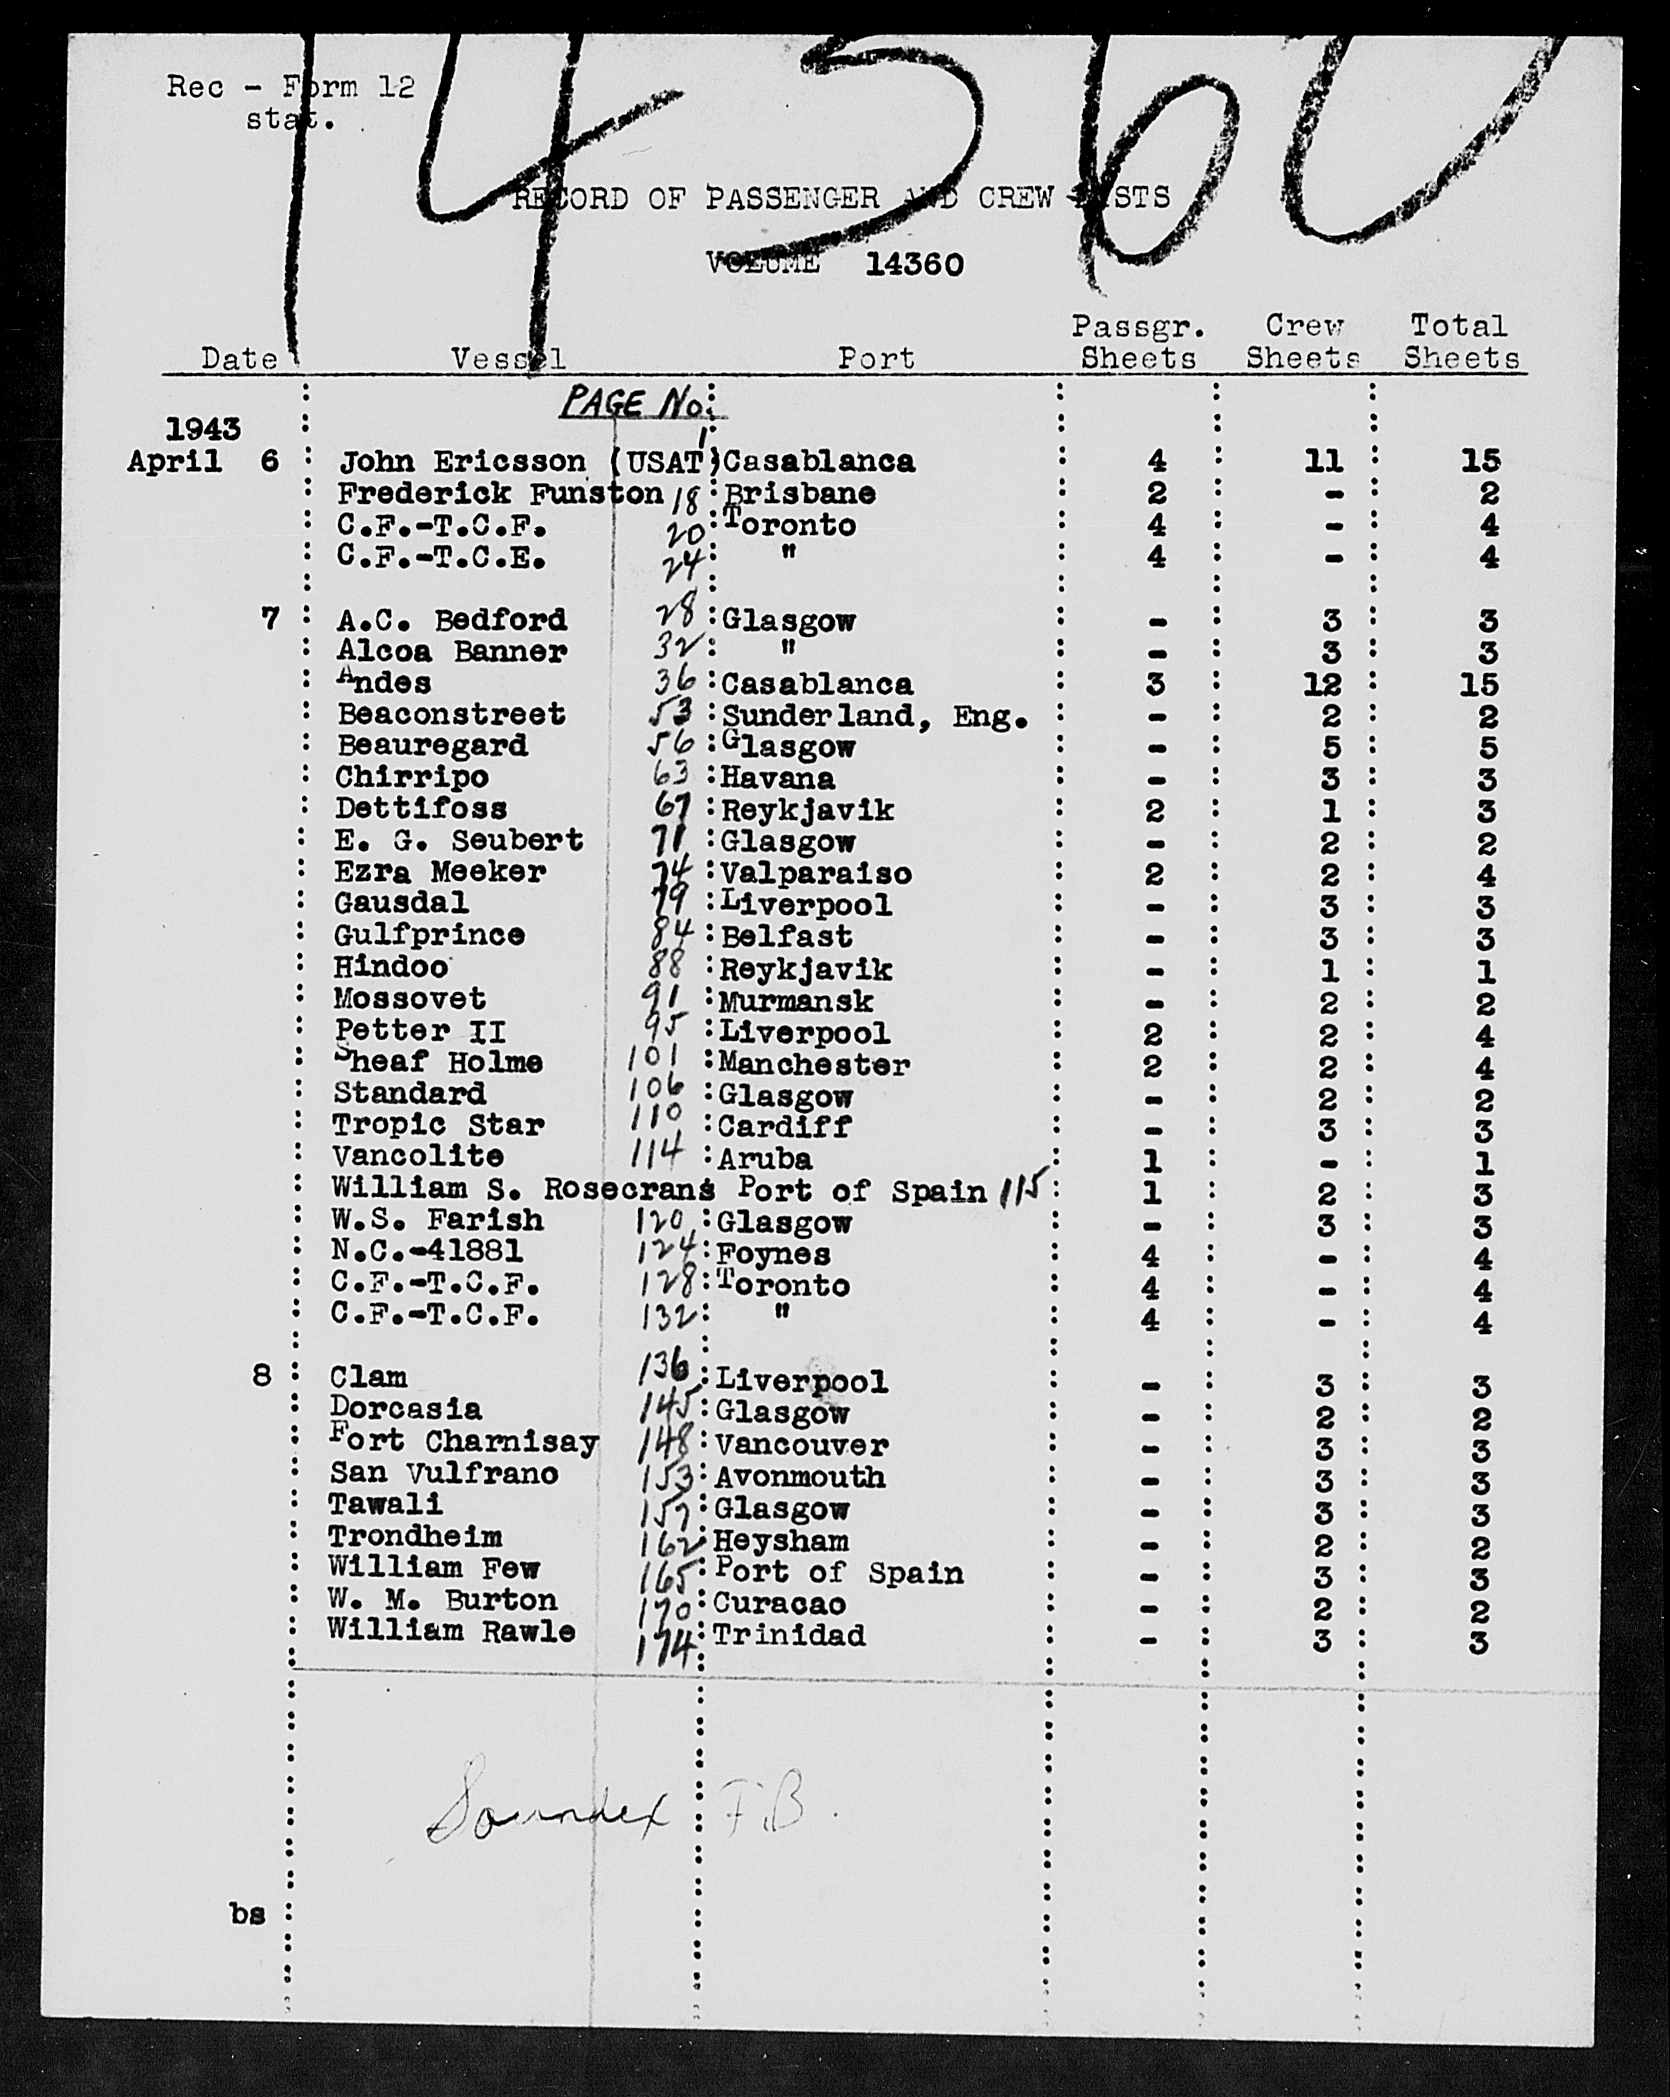 14360
Rec - Form 12
stat.
RECORD OF PASSENGER AND CREW LISTS
VOLUME 14360
Date Vessel Port Passgr. Sheets Crew Sheets Total Sheets
PAGE No.
1943
April 6 : John Ericsson (USAT) 1 Casablanca : 4 : 11 : 15
: Frederick Funston 18 : Brisbane : 2 : - : 2
: C.F.-T.C.F. 20 : Toronto : 4 : - : 4
: C.F.-T.C.E. 24 : " : 4 : - : 4
7 : A.C. Bedford 28 : Glasgow : - : 3 : 3
: Alcoa Banner 32 : " : - : 3 : 3
: Andes 36 : Casablanca : 3 : 12 : 15
: Beaconstreet 53 : Sunderland, Eng. : - : 2 : 2
: Beauregard 56 : Glasgow : - : 5 : 5
: Chirripo 63 : Havana : - : 3 : 3
: Dettifoss 67 : Reykjavik : 2 : 1 : 3
: E. G. Seubert 71 : Glasgow : - : 2 : 2
: Ezra Meeker 74 : Valparaiso : 2 : 2 : 4
: Gausdal 79 : Liverpool : - : 3 : 3
: Gulfprince 84 : Belfast : - : 3 : 3
: Hindoo 88 : Reykjavik : - : 1 : 1
: Mossovet 91 : Murmansk : - : 2 : 2
: Petter II 95 : Liverpool : 2 : 2 : 4
: Sheaf Holme 101 : Manchester : 2 : 2 : 4
: Standard 106 : Glasgow : - : 2 : 2
: Tropic Star 110 : Cardiff : - : 3 : 3
: Vancolite 114 : Aruba : 1 : - : 1
: William S. Rosecrans Port of Spain 115 : 1 : 2 : 3
: W.S. Farish 120 : Glasgow : - : 3 : 3
: N.C.-41881 124 : Foynes : 4 : - : 4
: C.F.-T.C.F. 128 : Toronto : 4 : - : 4
: C.F.-T.C.F. 132 : " : 4 : - : 4
8 : Clam 136 : Liverpool : - : 3 : 3
: Dorcasia 145 : Glasgow : - : 2 : 2
: Fort Charnisay 148 : Vancouver : - : 3 : 3
: San Vulfrano 153 : Avonmouth : - : 3 : 3
: Tawali 157 : Glasgow : - : 3 : 3
: Trondheim 162 : Heysham : - : 2 : 2
: William Few 165 : Port of Spain : - : 3 : 3
: W. M. Burton 170 : Curacao : - : 2 : 2
: William Rawle 174 : Trinidad : - : 3 : 3
Soundex F.B.
bs